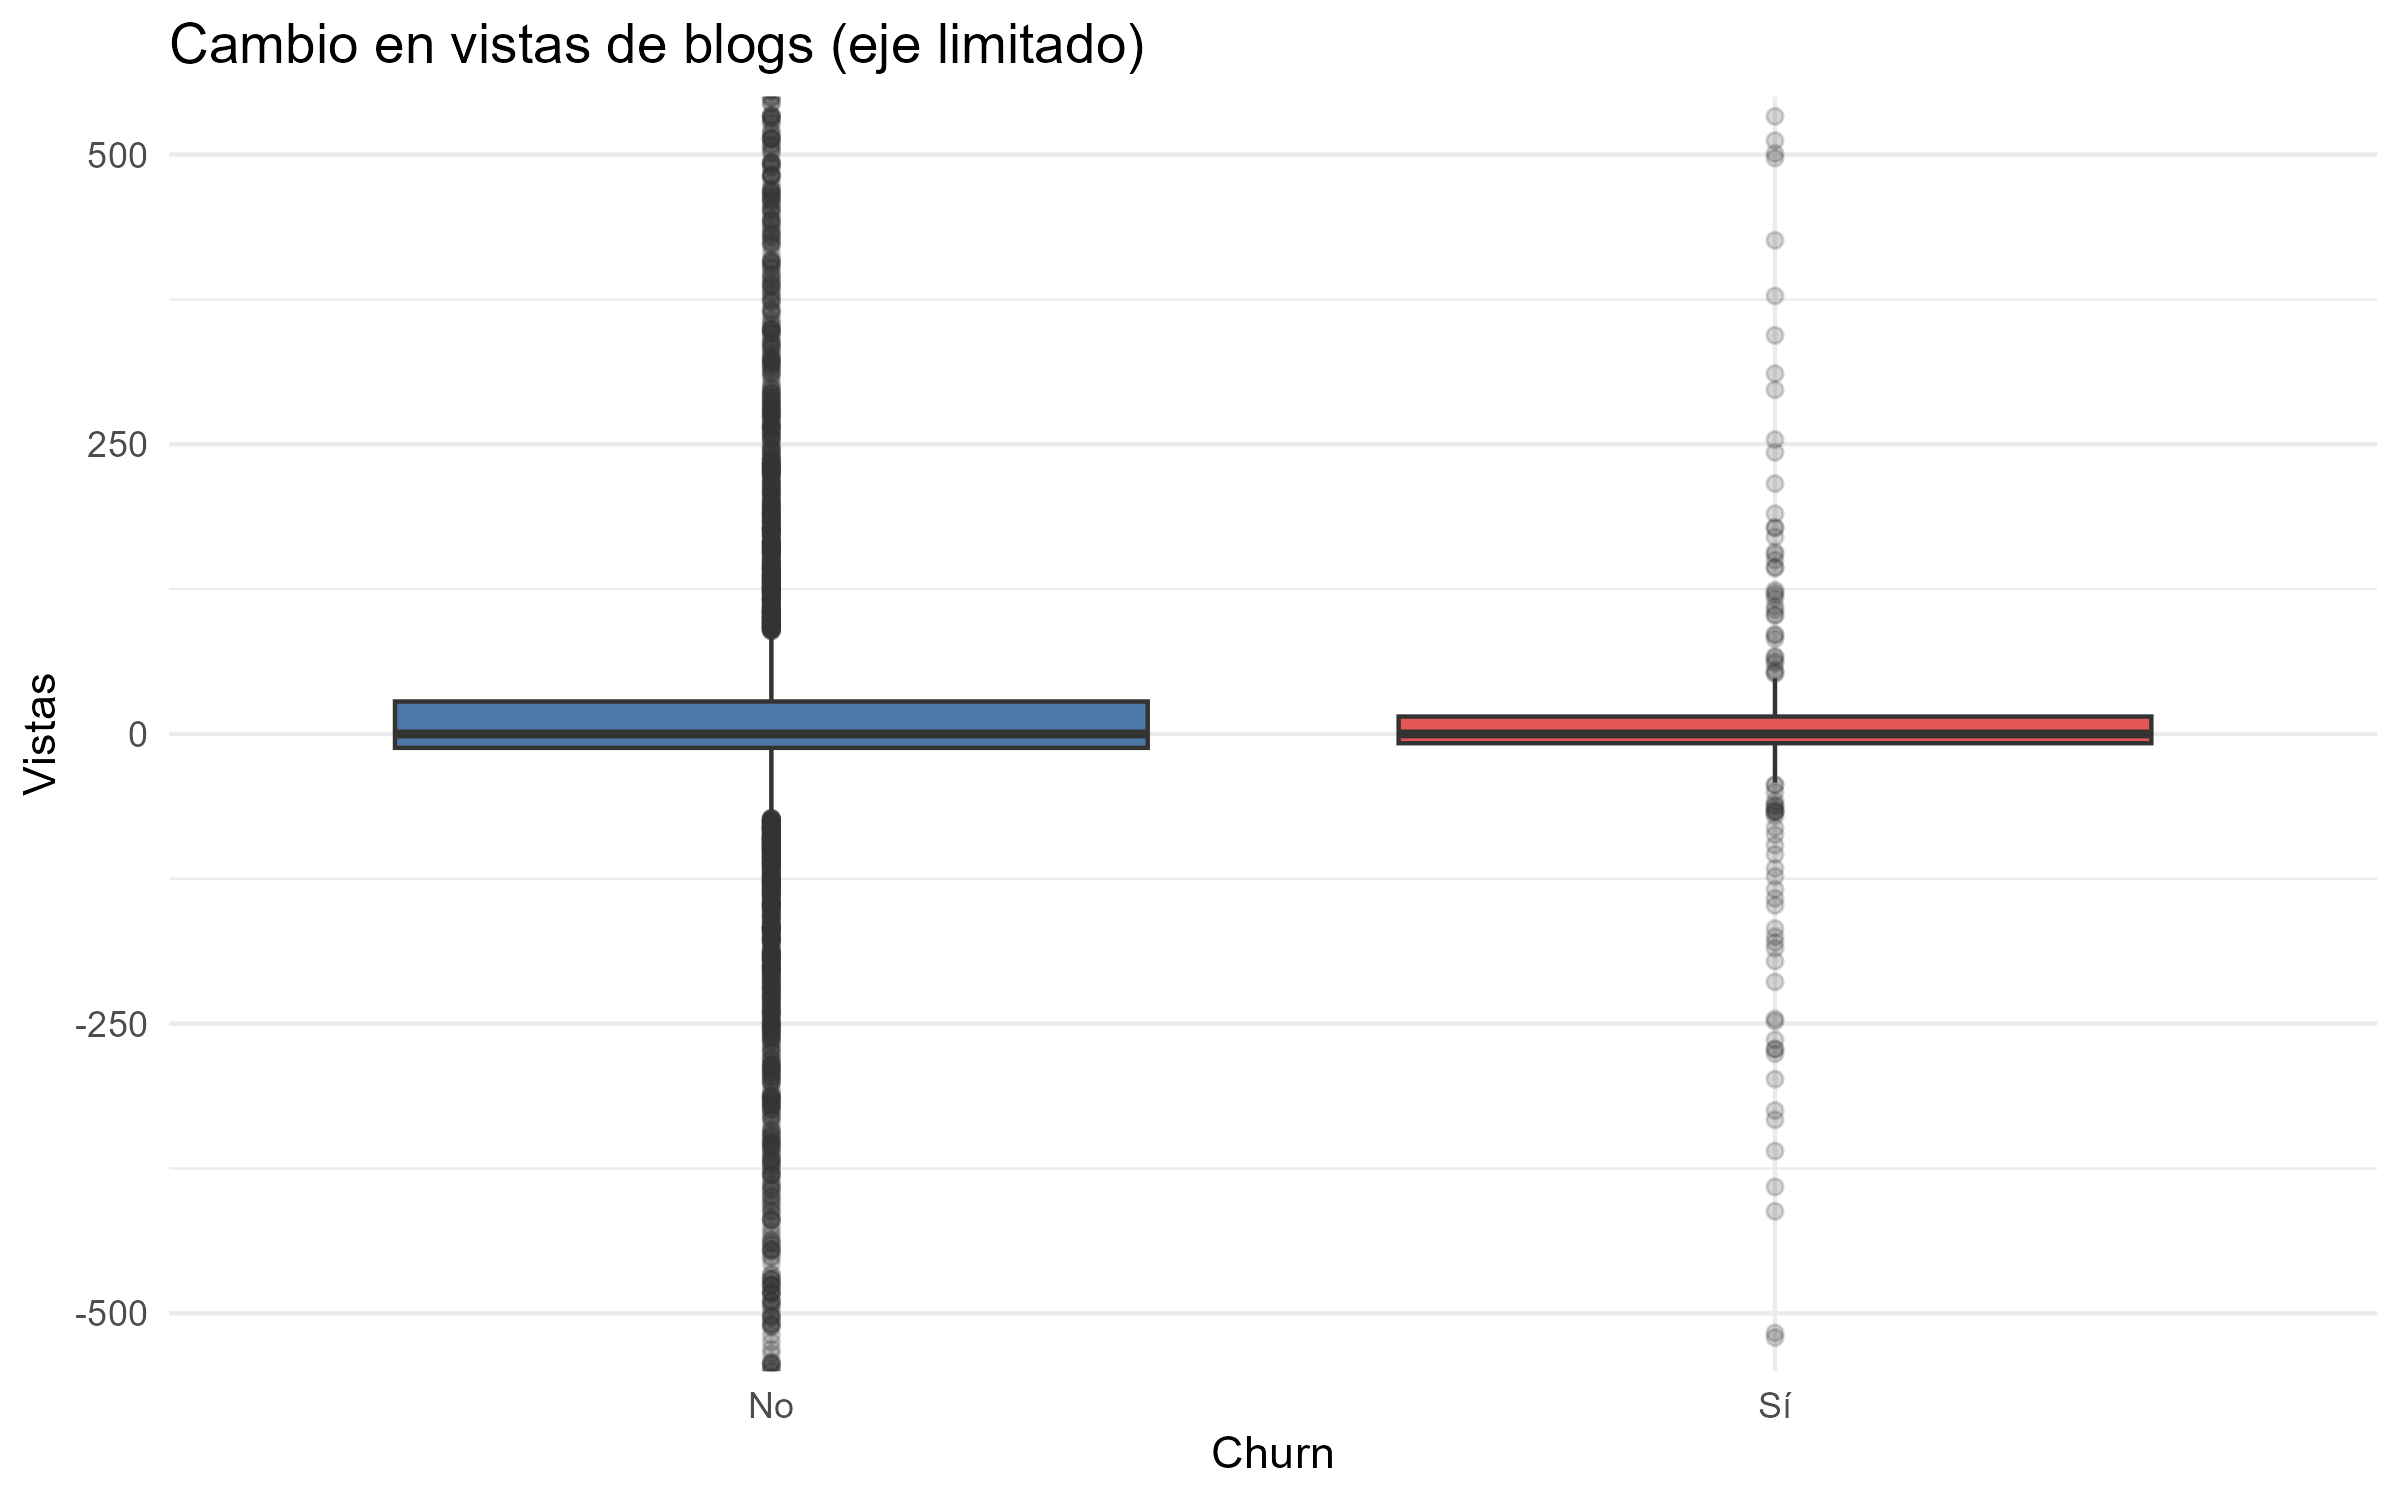 Cambio en vistas de blogs (eje limitado)
500
250
0
-250
-500
Vistas
No
Sí
Churn